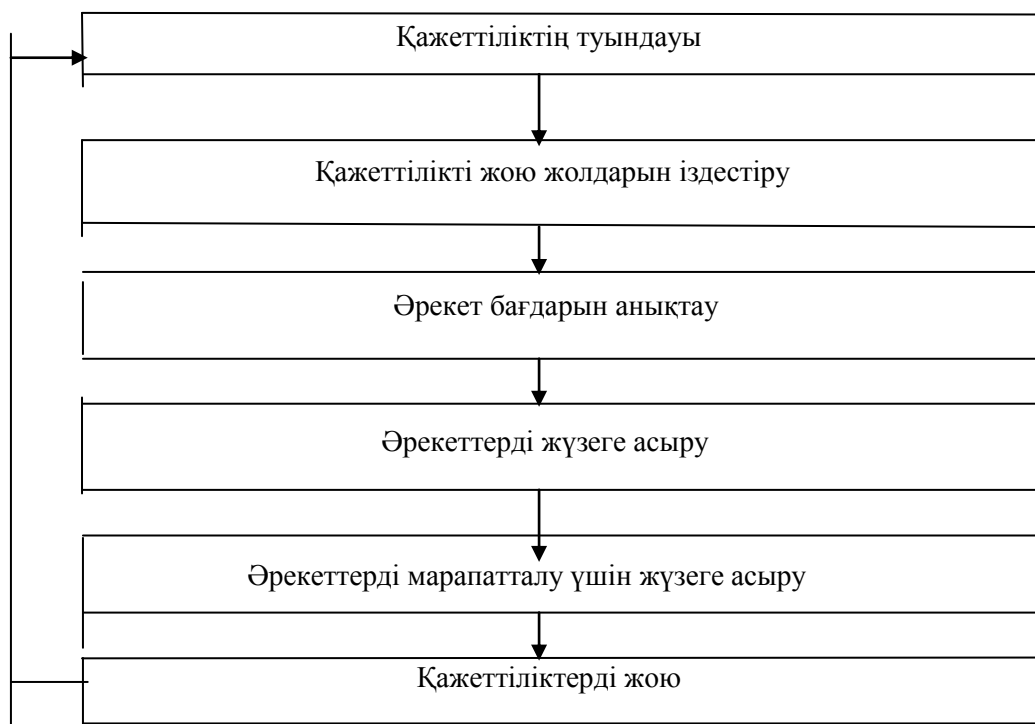 Қажеттіліктің туындауы
Қажеттілікті жою жолдарын іздестіру
Әрекет бағдарын анықтау
Әрекеттерді жүзеге асыру
Әрекеттерді марапатталу үшін жүзеге асыру
Қажеттіліктерді жою